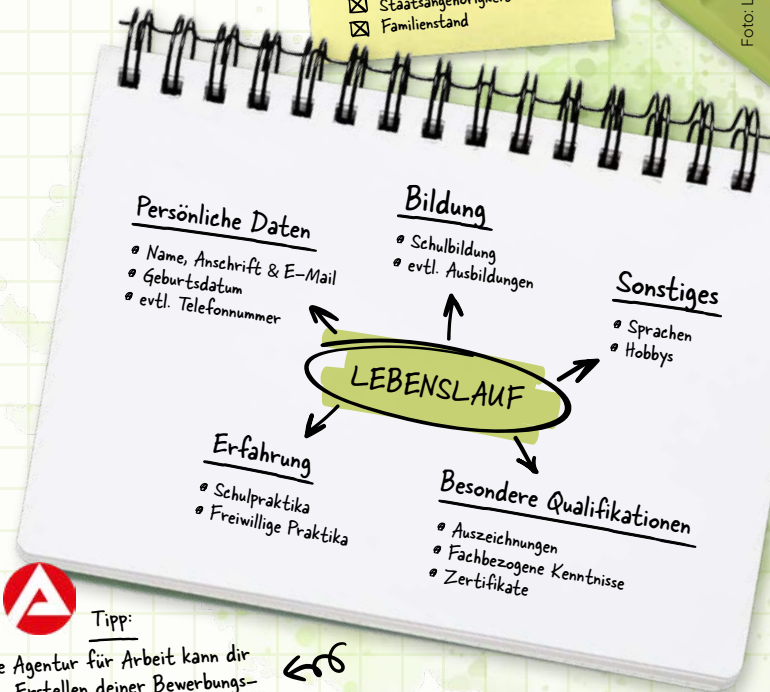 Staatsangehörigkeit
Familienstand
Foto: L
Persönliche Daten
Name, Anschrift & E-Mail
Geburtsdatum
evtl. Telefonnummer
Bildung
Schulbildung
evtl. Ausbildungen
Sonstiges
Sprachen
Hobbys
LEBENSLAUF
Erfahrung
Schulpraktika
Freiwillige Praktika
Besondere Qualifikationen
Auszeichnungen
Fachbezogene Kenntnisse
Zertifikate
Tipp:
e Agentur für Arbeit kann dir
Erstellen deiner Bewerbungs-